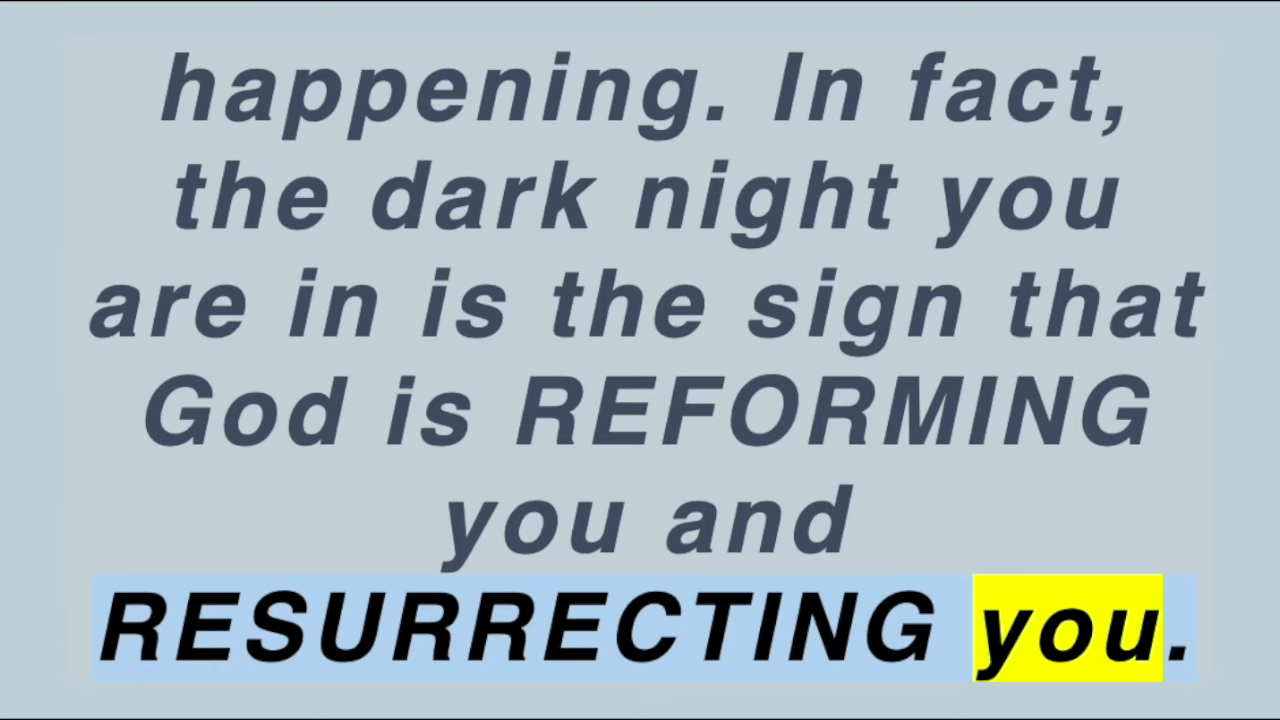 happening. In fact,
the dark night you
are in is the sign that
God is REFORMING
you and
RESURRECTING you.